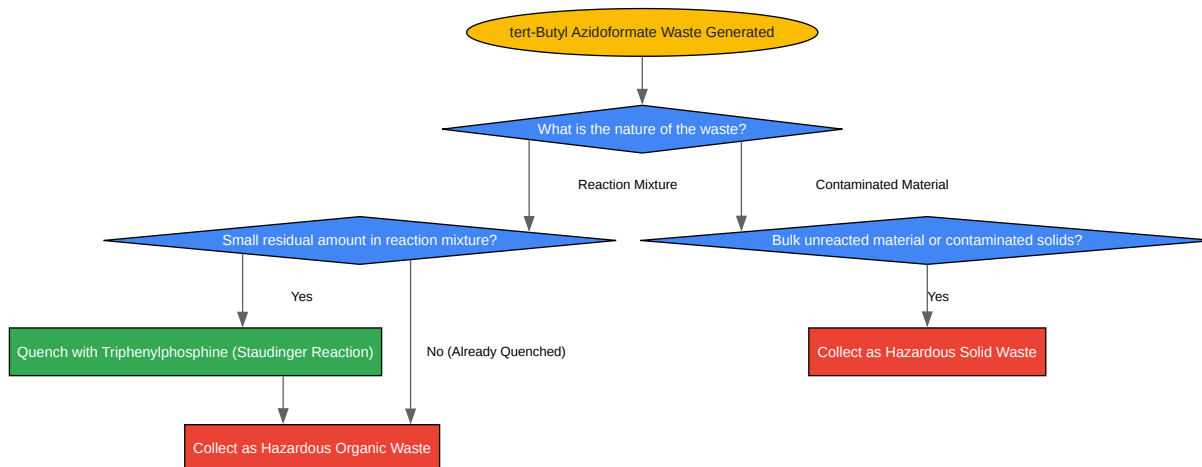 tert-Butyl Azidoformate Waste Generated
What is the nature of the waste?
Reaction Mixture
Contaminated Material
Small residual amount in reaction mixture?
Bulk unreacted material or contaminated solids?
Yes
Yes
Quench with Triphenylphosphine (Staudinger Reaction)
No (Already Quenched)
Collect as Hazardous Solid Waste
Collect as Hazardous Organic Waste